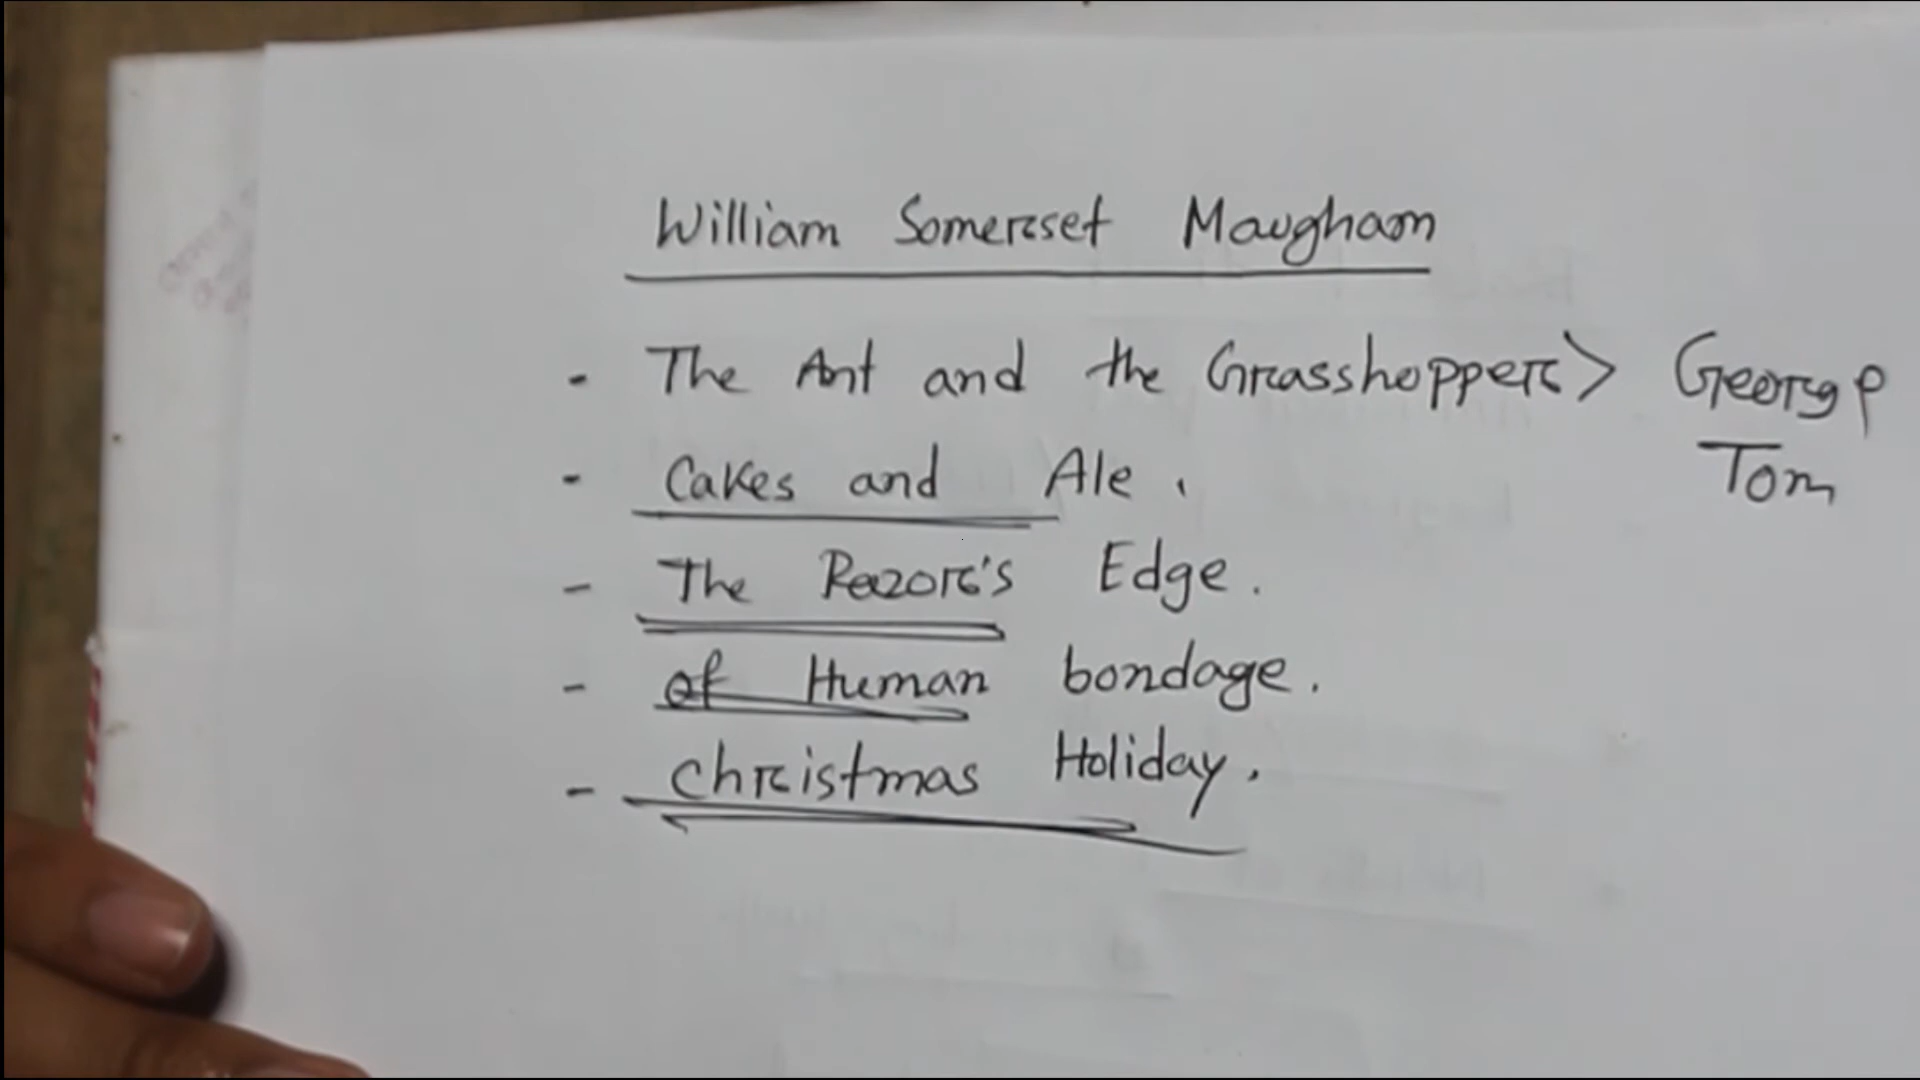 William Somerset Maugham
- The Ant and the Grasshopper > George
Tom
- Cakes and Ale.
- The Razor's Edge.
- of Human bondage.
- Christmas Holiday.